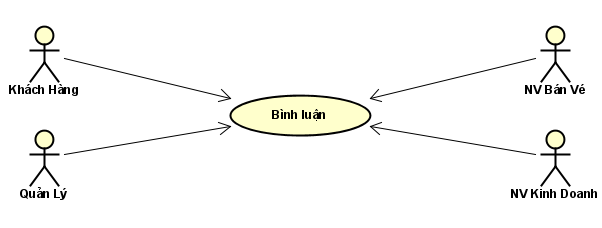 Khách Hàng
NV Bán Vé
Bình luận
Quản Lý
NV Kinh Doanh